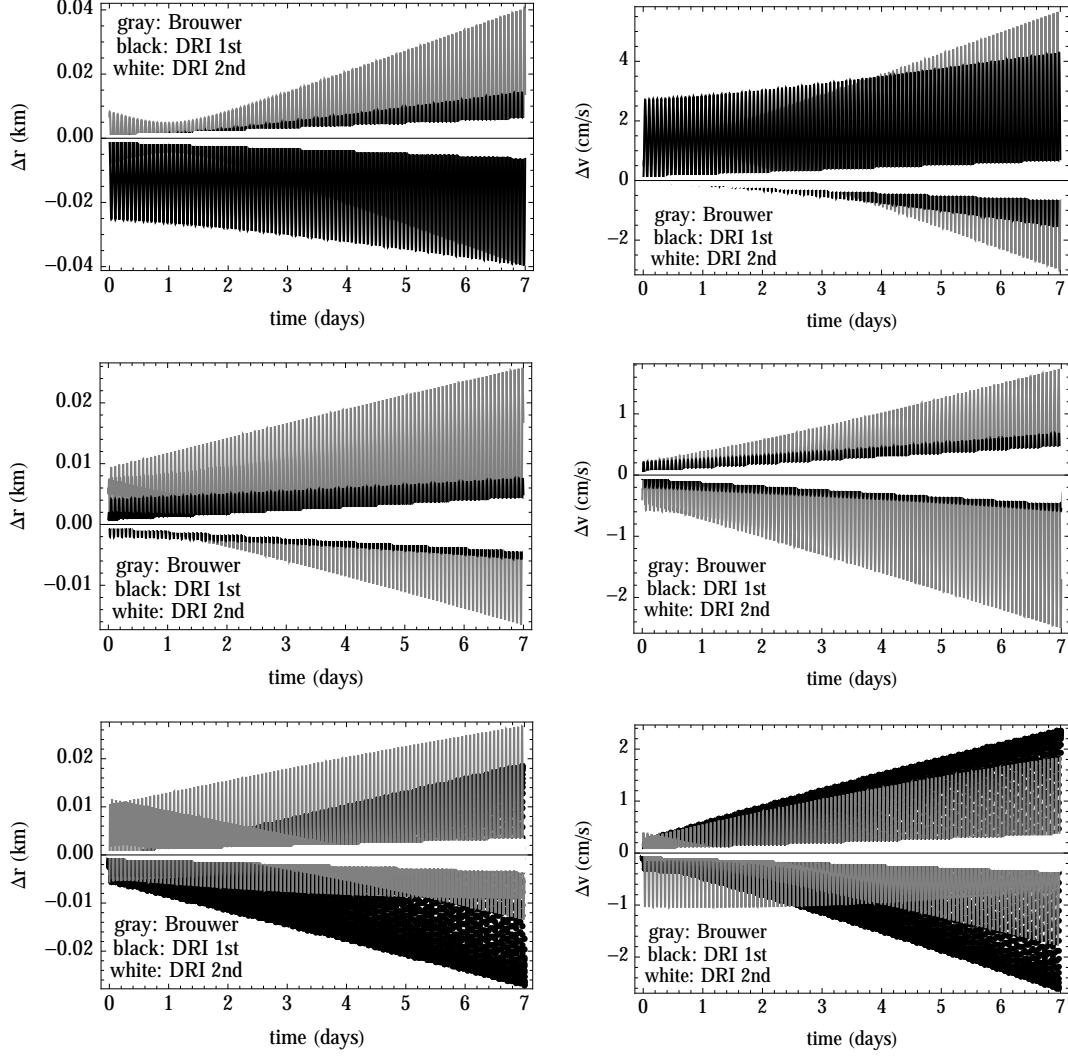 0.04
0.02
0.00
−0.02
−0.04
Δr (km)
gray: Brouwer
black: DRI 1st
white: DRI 2nd
0 1 2 3 4 5 6 7
time (days)
4
2
0
−2
Δv (cm/s)
gray: Brouwer
black: DRI 1st
white: DRI 2nd
0 1 2 3 4 5 6 7
time (days)
0.02
0.01
0.00
−0.01
Δr (km)
gray: Brouwer
black: DRI 1st
white: DRI 2nd
0 1 2 3 4 5 6 7
time (days)
1
0
−1
−2
Δv (cm/s)
gray: Brouwer
black: DRI 1st
white: DRI 2nd
0 1 2 3 4 5 6 7
time (days)
0.02
0.01
0.00
−0.01
−0.02
Δr (km)
gray: Brouwer
black: DRI 1st
white: DRI 2nd
0 1 2 3 4 5 6 7
time (days)
2
1
0
−1
−2
Δv (cm/s)
gray: Brouwer
black: DRI 1st
white: DRI 2nd
0 1 2 3 4 5 6 7
time (days)